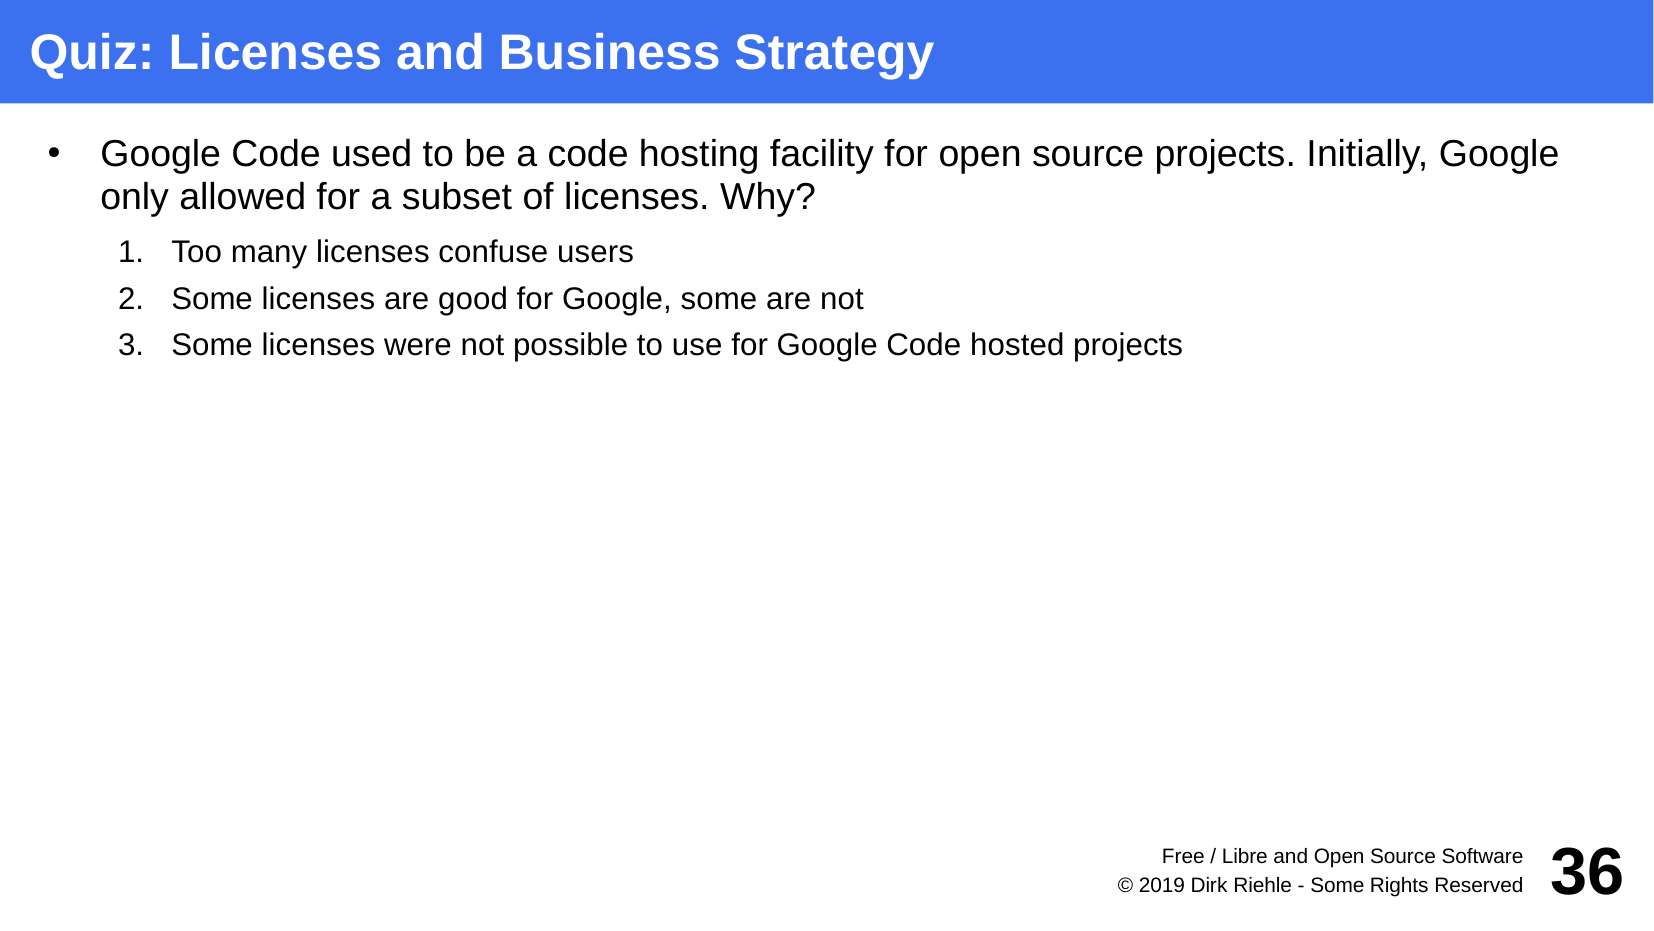 Quiz: Licenses and Business Strategy
• Google Code used to be a code hosting facility for open source projects. Initially, Google
only allowed for a subset of licenses. Why?
1. Too many licenses confuse users
2. Some licenses are good for Google, some are not
3. Some licenses were not possible to use for Google Code hosted projects
Free / Libre and Open Source Software
© 2019 Dirk Riehle - Some Rights Reserved
36